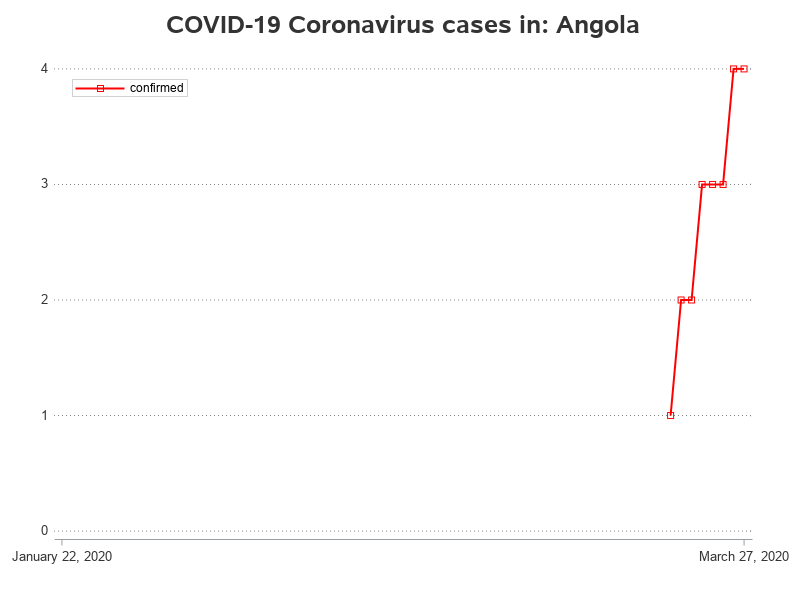 COVID-19 Coronavirus cases in: Angola
4
confirmed
3
2
1
0
January 22, 2020
March 27, 2020